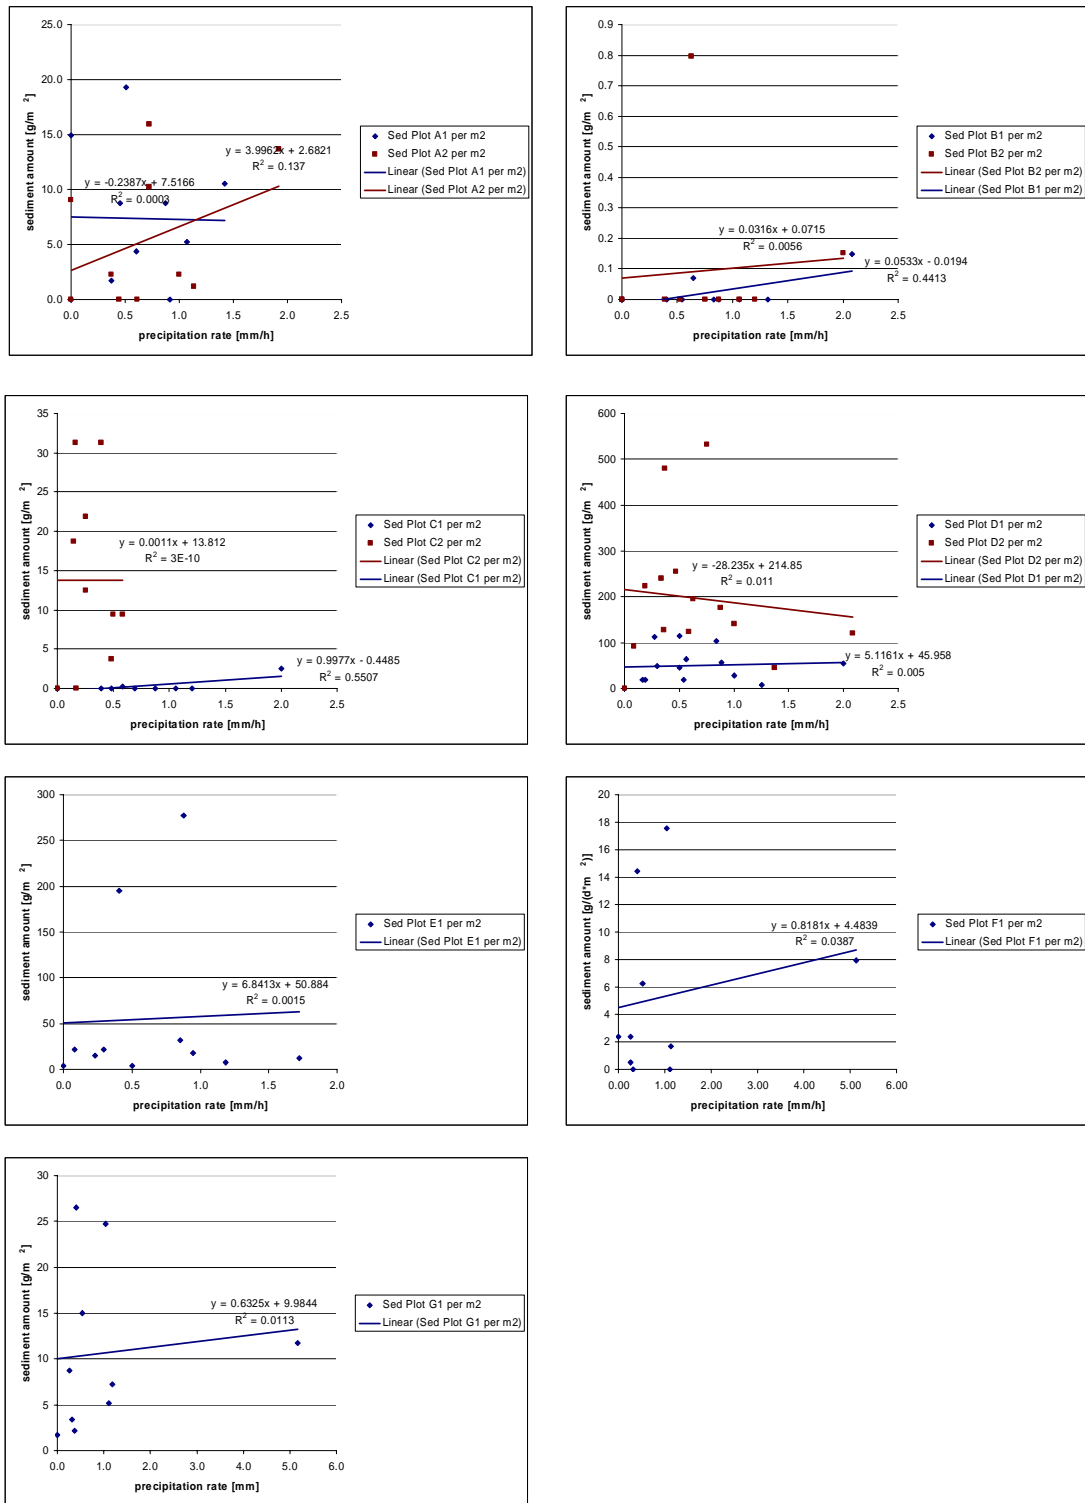 25.0
20.0
15.0
10.0
5.0
0.0
sediment amount [g/m 2]
0.0 0.5 1.0 1.5 2.0 2.5
precipitation rate [mm/h]
y = 3.9962x + 2.6821
R2 = 0.137
y = -0.2387x + 7.5166
R2 = 0.0003
Sed Plot A1 per m2
Sed Plot A2 per m2
Linear (Sed Plot A1 per m2)
Linear (Sed Plot A2 per m2)
0.9
0.8
0.7
0.6
0.5
0.4
0.3
0.2
0.1
0
sediment amount [g/m 2]
0.0 0.5 1.0 1.5 2.0 2.5
precipitation rate [mm/h]
y = 0.0316x + 0.0715
R2 = 0.0056
y = 0.0533x - 0.0194
R2 = 0.4413
Sed Plot B1 per m2
Sed Plot B2 per m2
Linear (Sed Plot B2 per m2)
Linear (Sed Plot B1 per m2)
35
30
25
20
15
10
5
0
sediment amount [g/m 2]
0.0 0.5 1.0 1.5 2.0 2.5
precipitation rate [mm/h]
y = 0.0011x + 13.812
R2 = 3E-10
y = 0.9977x - 0.4485
R2 = 0.5507
Sed Plot C1 per m2
Sed Plot C2 per m2
Linear (Sed Plot C2 per m2)
Linear (Sed Plot C1 per m2)
600
500
400
300
200
100
0
sediment amount [g/m 2]
0.0 0.5 1.0 1.5 2.0 2.5
precipitation rate [mm/h]
y = -28.235x + 214.85
R2 = 0.011
y = 5.1161x + 45.958
R2 = 0.005
Sed Plot D1 per m2
Sed Plot D2 per m2
Linear (Sed Plot D2 per m2)
Linear (Sed Plot D1 per m2)
300
250
200
150
100
50
0
sediment amount [g/m 2]
0.0 0.5 1.0 1.5 2.0
precipitation rate [mm/h]
y = 6.8413x + 50.884
R2 = 0.0015
Sed Plot E1 per m2
Linear (Sed Plot E1 per m2)
20
18
16
14
12
10
8
6
4
2
0
sediment amount [g/(d*m 2)]
0.00 1.00 2.00 3.00 4.00 5.00 6.00
precipitation rate [mm/h]
y = 0.8181x + 4.4839
R2 = 0.0387
Sed Plot F1 per m2
Linear (Sed Plot F1 per m2)
30
25
20
15
10
5
0
sediment amount [g/m 2]
0.0 1.0 2.0 3.0 4.0 5.0 6.0
precipitation rate [mm]
y = 0.6325x + 9.9844
R2 = 0.0113
Sed Plot G1 per m2
Linear (Sed Plot G1 per m2)